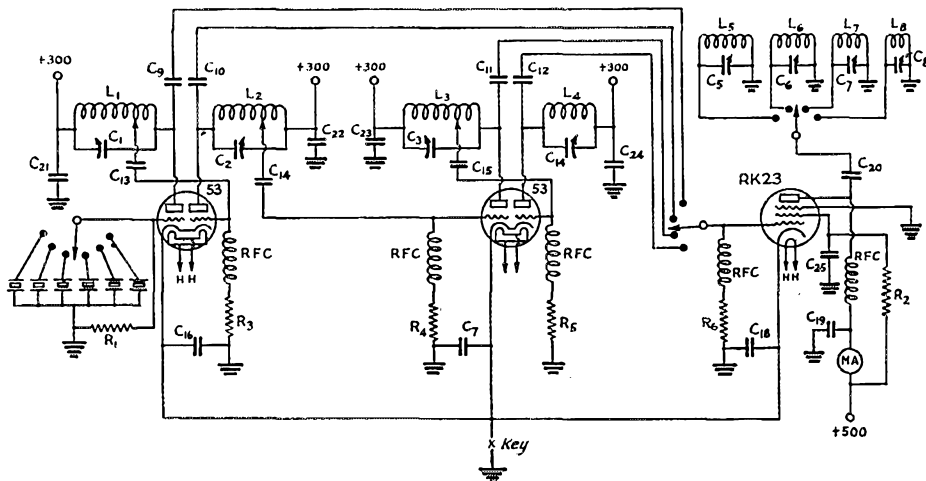 L5
L6
L7
L8
C5
C6
C7
C8
+300
L1
C9
C10
L2
+300
+300
L3
C11
C12
L4
+300
C1
C2
C22
C23
C3
C14
C24
C21
C13
C14
C15
C20
53
53
RK23
RFC
RFC
RFC
RFC
RFC
C25
R2
H H
H H
R3
R4
R5
R6
R1
C16
C7
C18
C19
MA
+500
Key